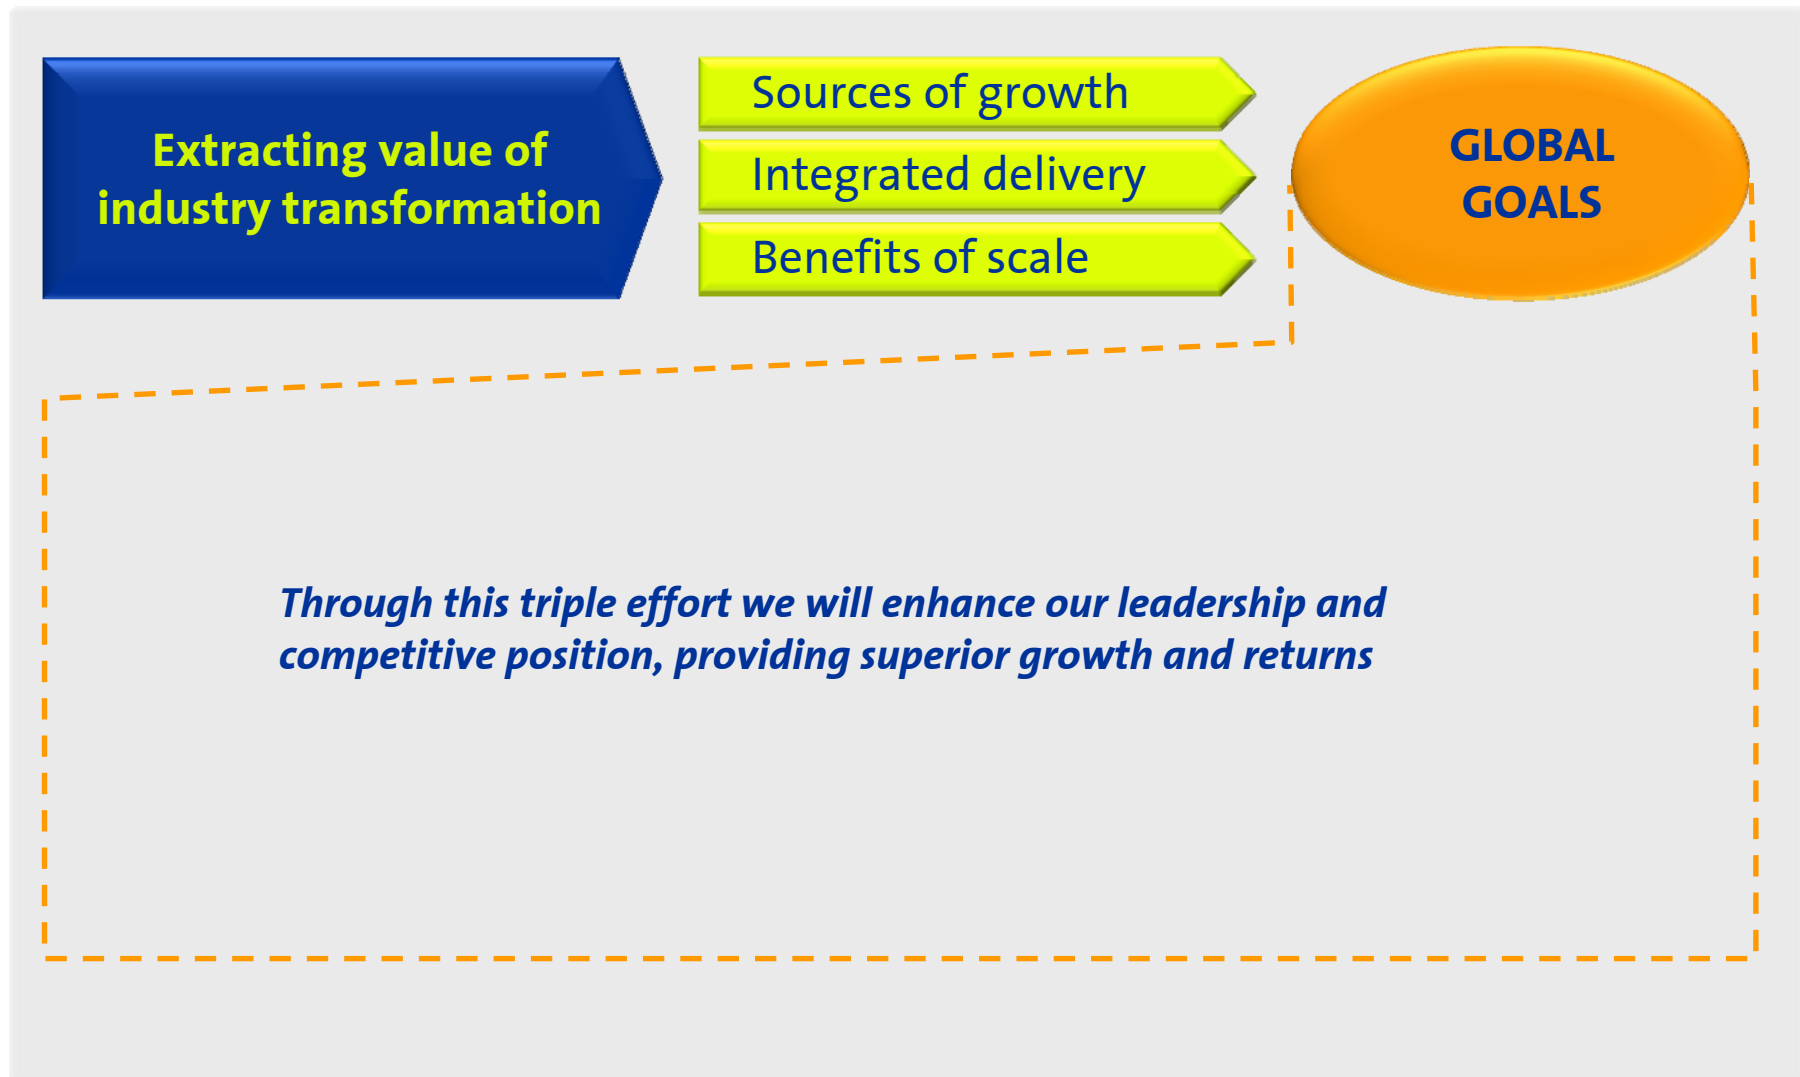 Extracting value of
industry transformation
Sources of growth
Integrated delivery
Benefits of scale
GLOBAL
GOALS
Through this triple effort we will enhance our leadership and
competitive position, providing superior growth and returns